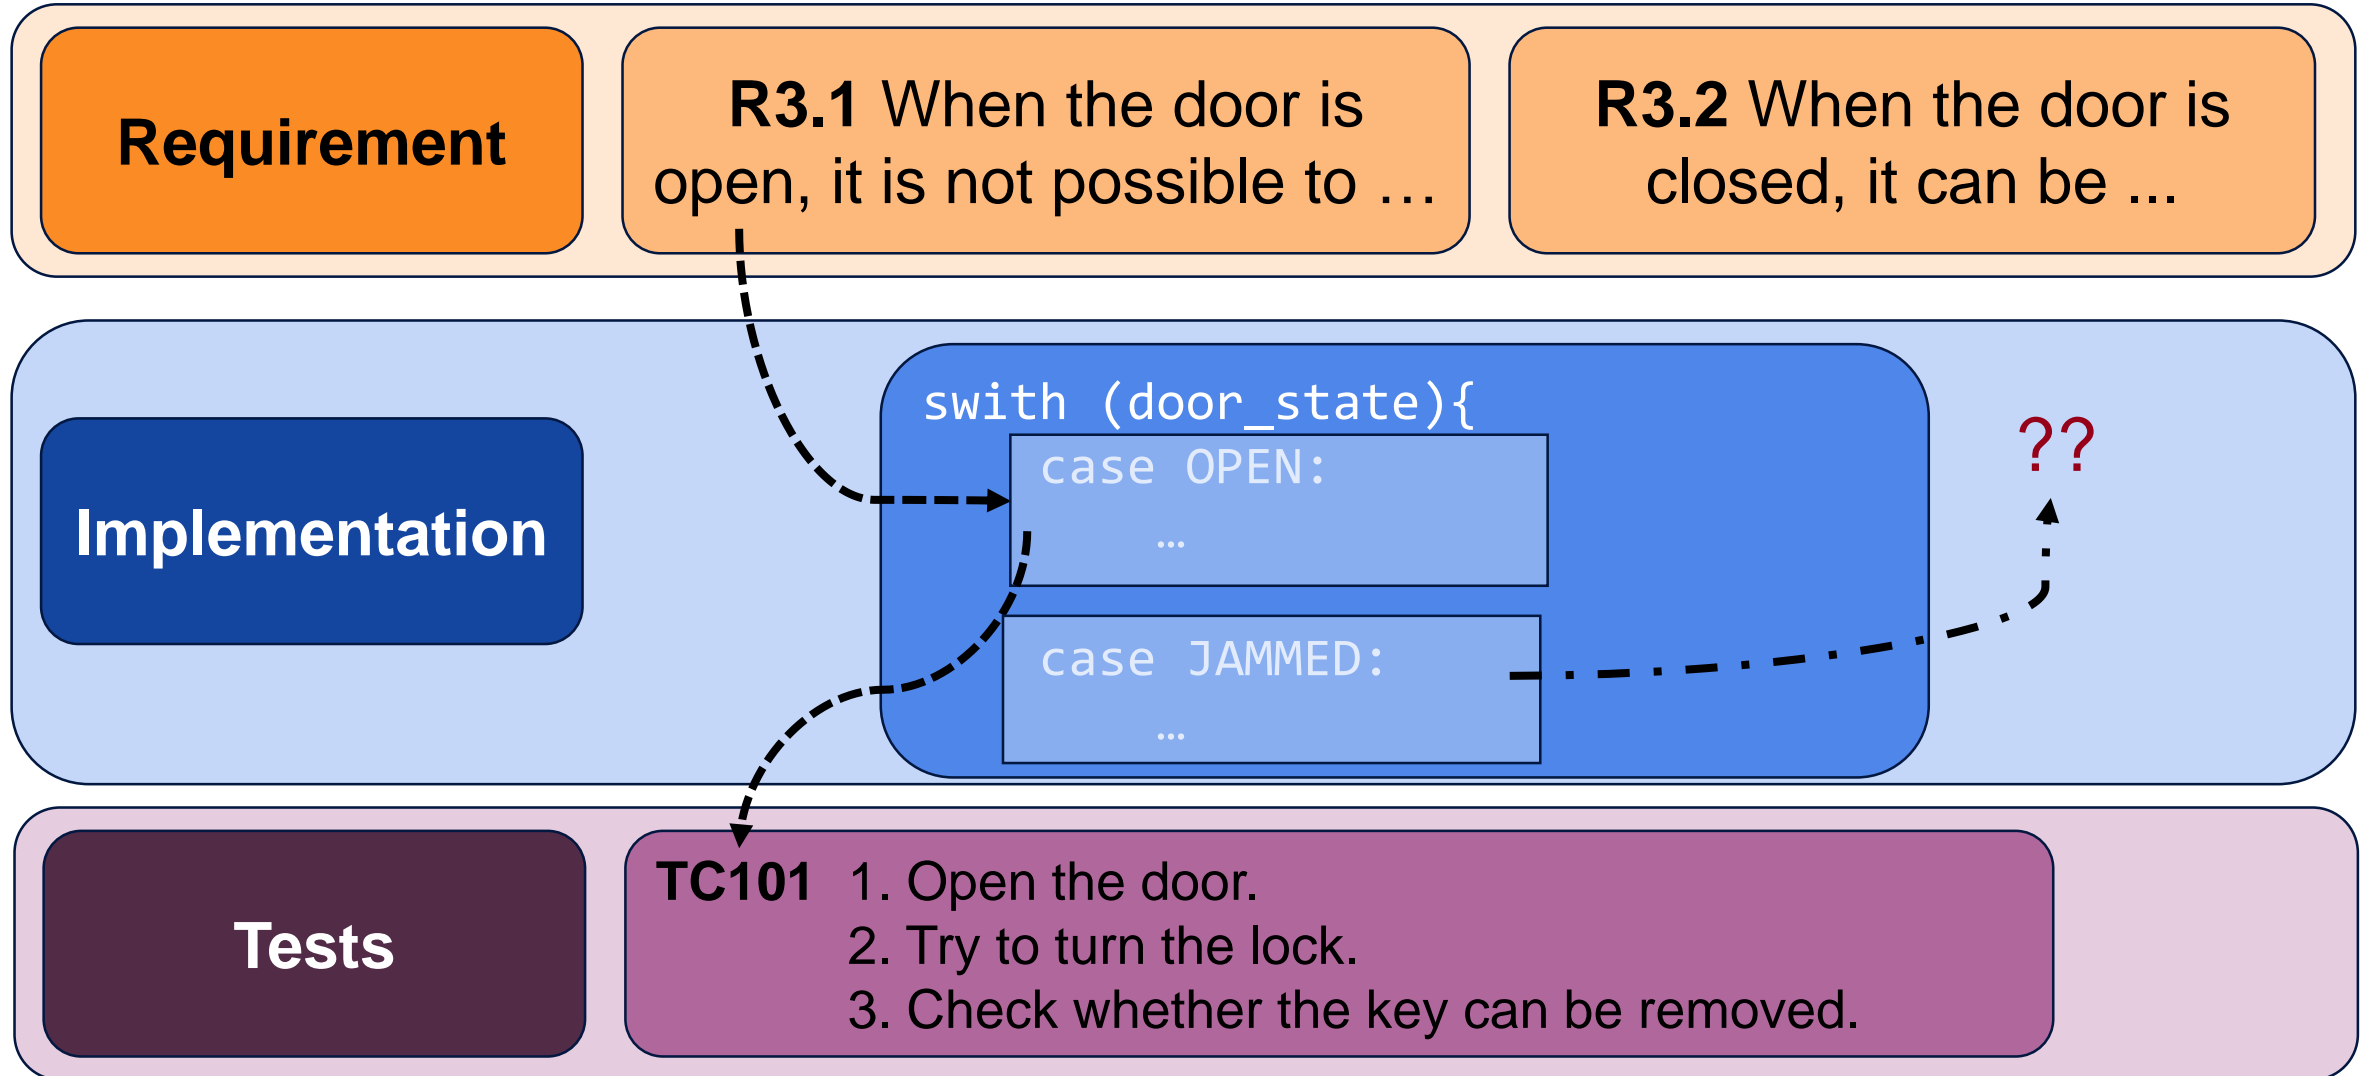 Requirement
R3.1 When the door is
open, it is not possible to …
R3.2 When the door is
closed, it can be ...
Implementation
swith (door_state){
case OPEN:
…
case JAMMED:
…
??
Tests
TC101 1. Open the door.
2. Try to turn the lock.
3. Check whether the key can be removed.